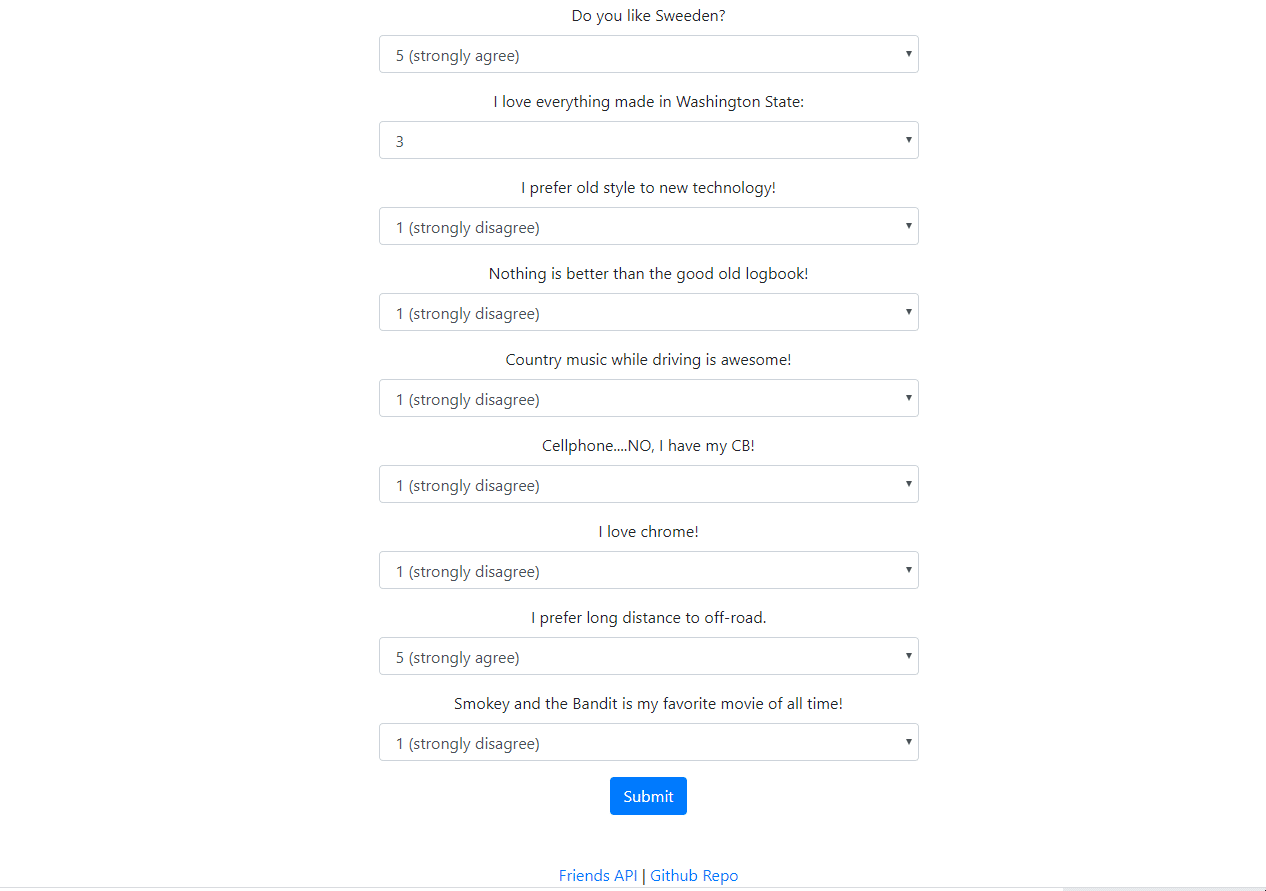 Do you like Sweeden?
5 (strongly agree)
I love everything made in Washington State:
3
I prefer old style to new technology!
1 (strongly disagree)
Nothing is better than the good old logbook!
1 (strongly disagree)
Country music while driving is awesome!
1 (strongly disagree)
Cellphone....NO, I have my CB!
1 (strongly disagree)
I love chrome!
1 (strongly disagree)
I prefer long distance to off-road.
5 (strongly agree)
Smokey and the Bandit is my favorite movie of all time!
1 (strongly disagree)
Submit
Friends API | Github Repo